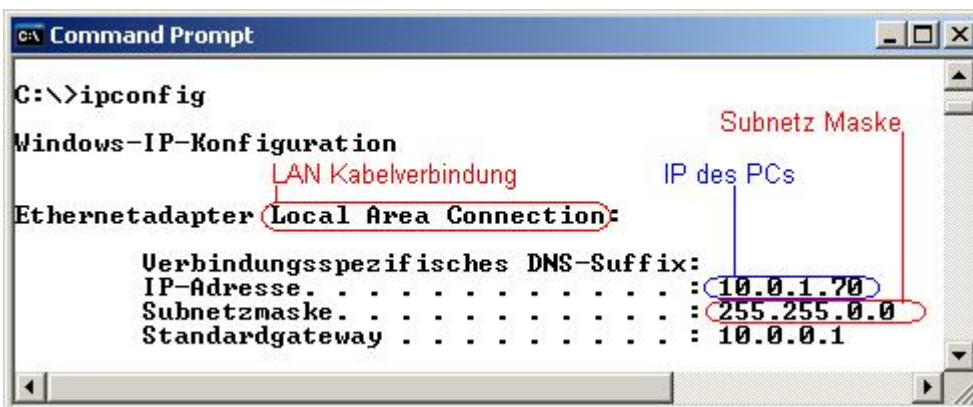 Command Prompt
C:\>ipconfig
Subnetz Maske
Windows-IP-Konfiguration
LAN Kabelverbindung
IP des PCs
Ethernetadapter Local Area Connection:
Verbindungsspezifisches DNS-Suffix:
IP-Adresse. . . . . . . . . . . . : 10.0.1.70
Subnetzmaske. . . . . . . . . . . : 255.255.0.0
Standardgateway . . . . . . . . . : 10.0.0.1